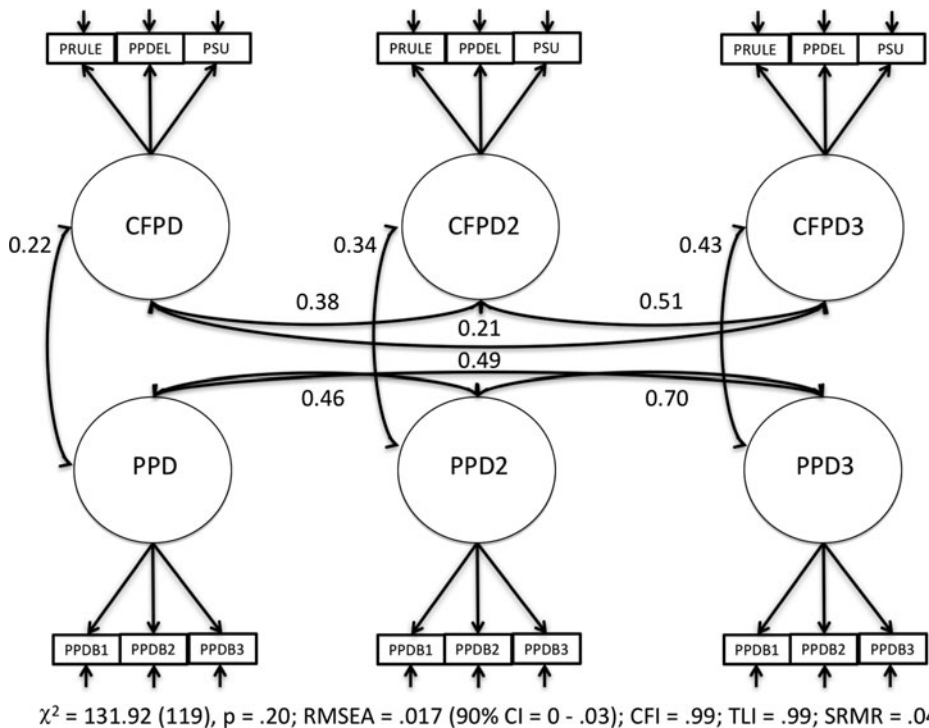 PRULE PPDEL PSU PRULE PPDEL PSU PRULE PPDEL PSU
CFPD CFPD2 CFPD3
0.22 0.34 0.43
0.38 0.51
0.21
0.49
0.46 0.70
PPD PPD2 PPD3
PPDB1 PPDB2 PPDB3 PPDB1 PPDB2 PPDB3 PPDB1 PPDB2 PPDB3
χ² = 131.92 (119), p = .20; RMSEA = .017 (90% CI = 0 - .03); CFI = .99; TLI = .99; SRMR =